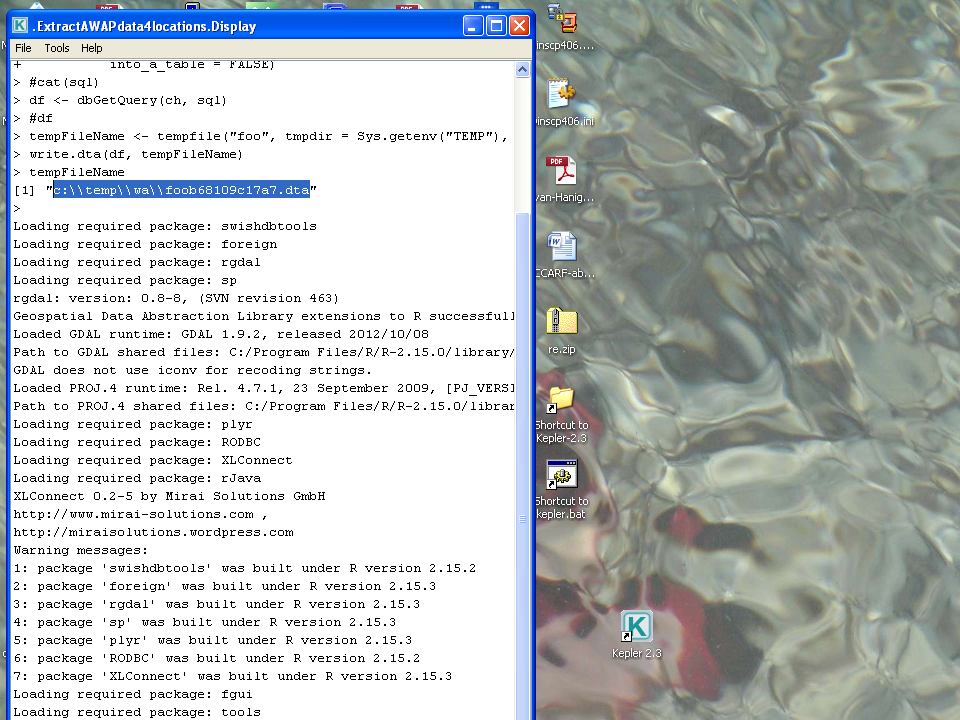 .ExtractAWAPdata4locations.Display
File Tools Help
+ into_a_table = FALSE)
> #cat(sql)
> df <- dbGetQuery(ch, sql)
> #df
> tempFileName <- tempfile("foo", tmpdir = Sys.getenv("TEMP"),
> write.dta(df, tempFileName)
> tempFileName
[1] "c:\\temp\\wa\\foob68109c17a7.dta"
>
Loading required package: swishdbtools
Loading required package: foreign
Loading required package: rgdal
Loading required package: sp
rgdal: version: 0.8-8, (SVN revision 463)
Geospatial Data Abstraction Library extensions to R successfull
Loaded GDAL runtime: GDAL 1.9.2, released 2012/10/08
Path to GDAL shared files: C:/Program Files/R/R-2.15.0/library/
GDAL does not use iconv for recoding strings.
Loaded PROJ.4 runtime: Rel. 4.7.1, 23 September 2009, [PJ_VERSI
Path to PROJ.4 shared files: C:/Program Files/R/R-2.15.0/librar
Loading required package: plyr
Loading required package: RODBC
Loading required package: XLConnect
Loading required package: rJava
XLConnect 0.2-5 by Mirai Solutions GmbH
http://www.mirai-solutions.com ,
http://miraisolutions.wordpress.com
Warning messages:
1: package 'swishdbtools' was built under R version 2.15.2
2: package 'foreign' was built under R version 2.15.3
3: package 'rgdal' was built under R version 2.15.3
4: package 'sp' was built under R version 2.15.3
5: package 'plyr' was built under R version 2.15.3
6: package 'RODBC' was built under R version 2.15.2
7: package 'XLConnect' was built under R version 2.15.3
Loading required package: fgui
Loading required package: tools
inscp406....
inscp406.ini
PDF
van-Hanig...
CCARF-ab...
re.zip
Shortcut to
Kepler-2.3
Shortcut to
kepler.bat
K
Kepler 2.3